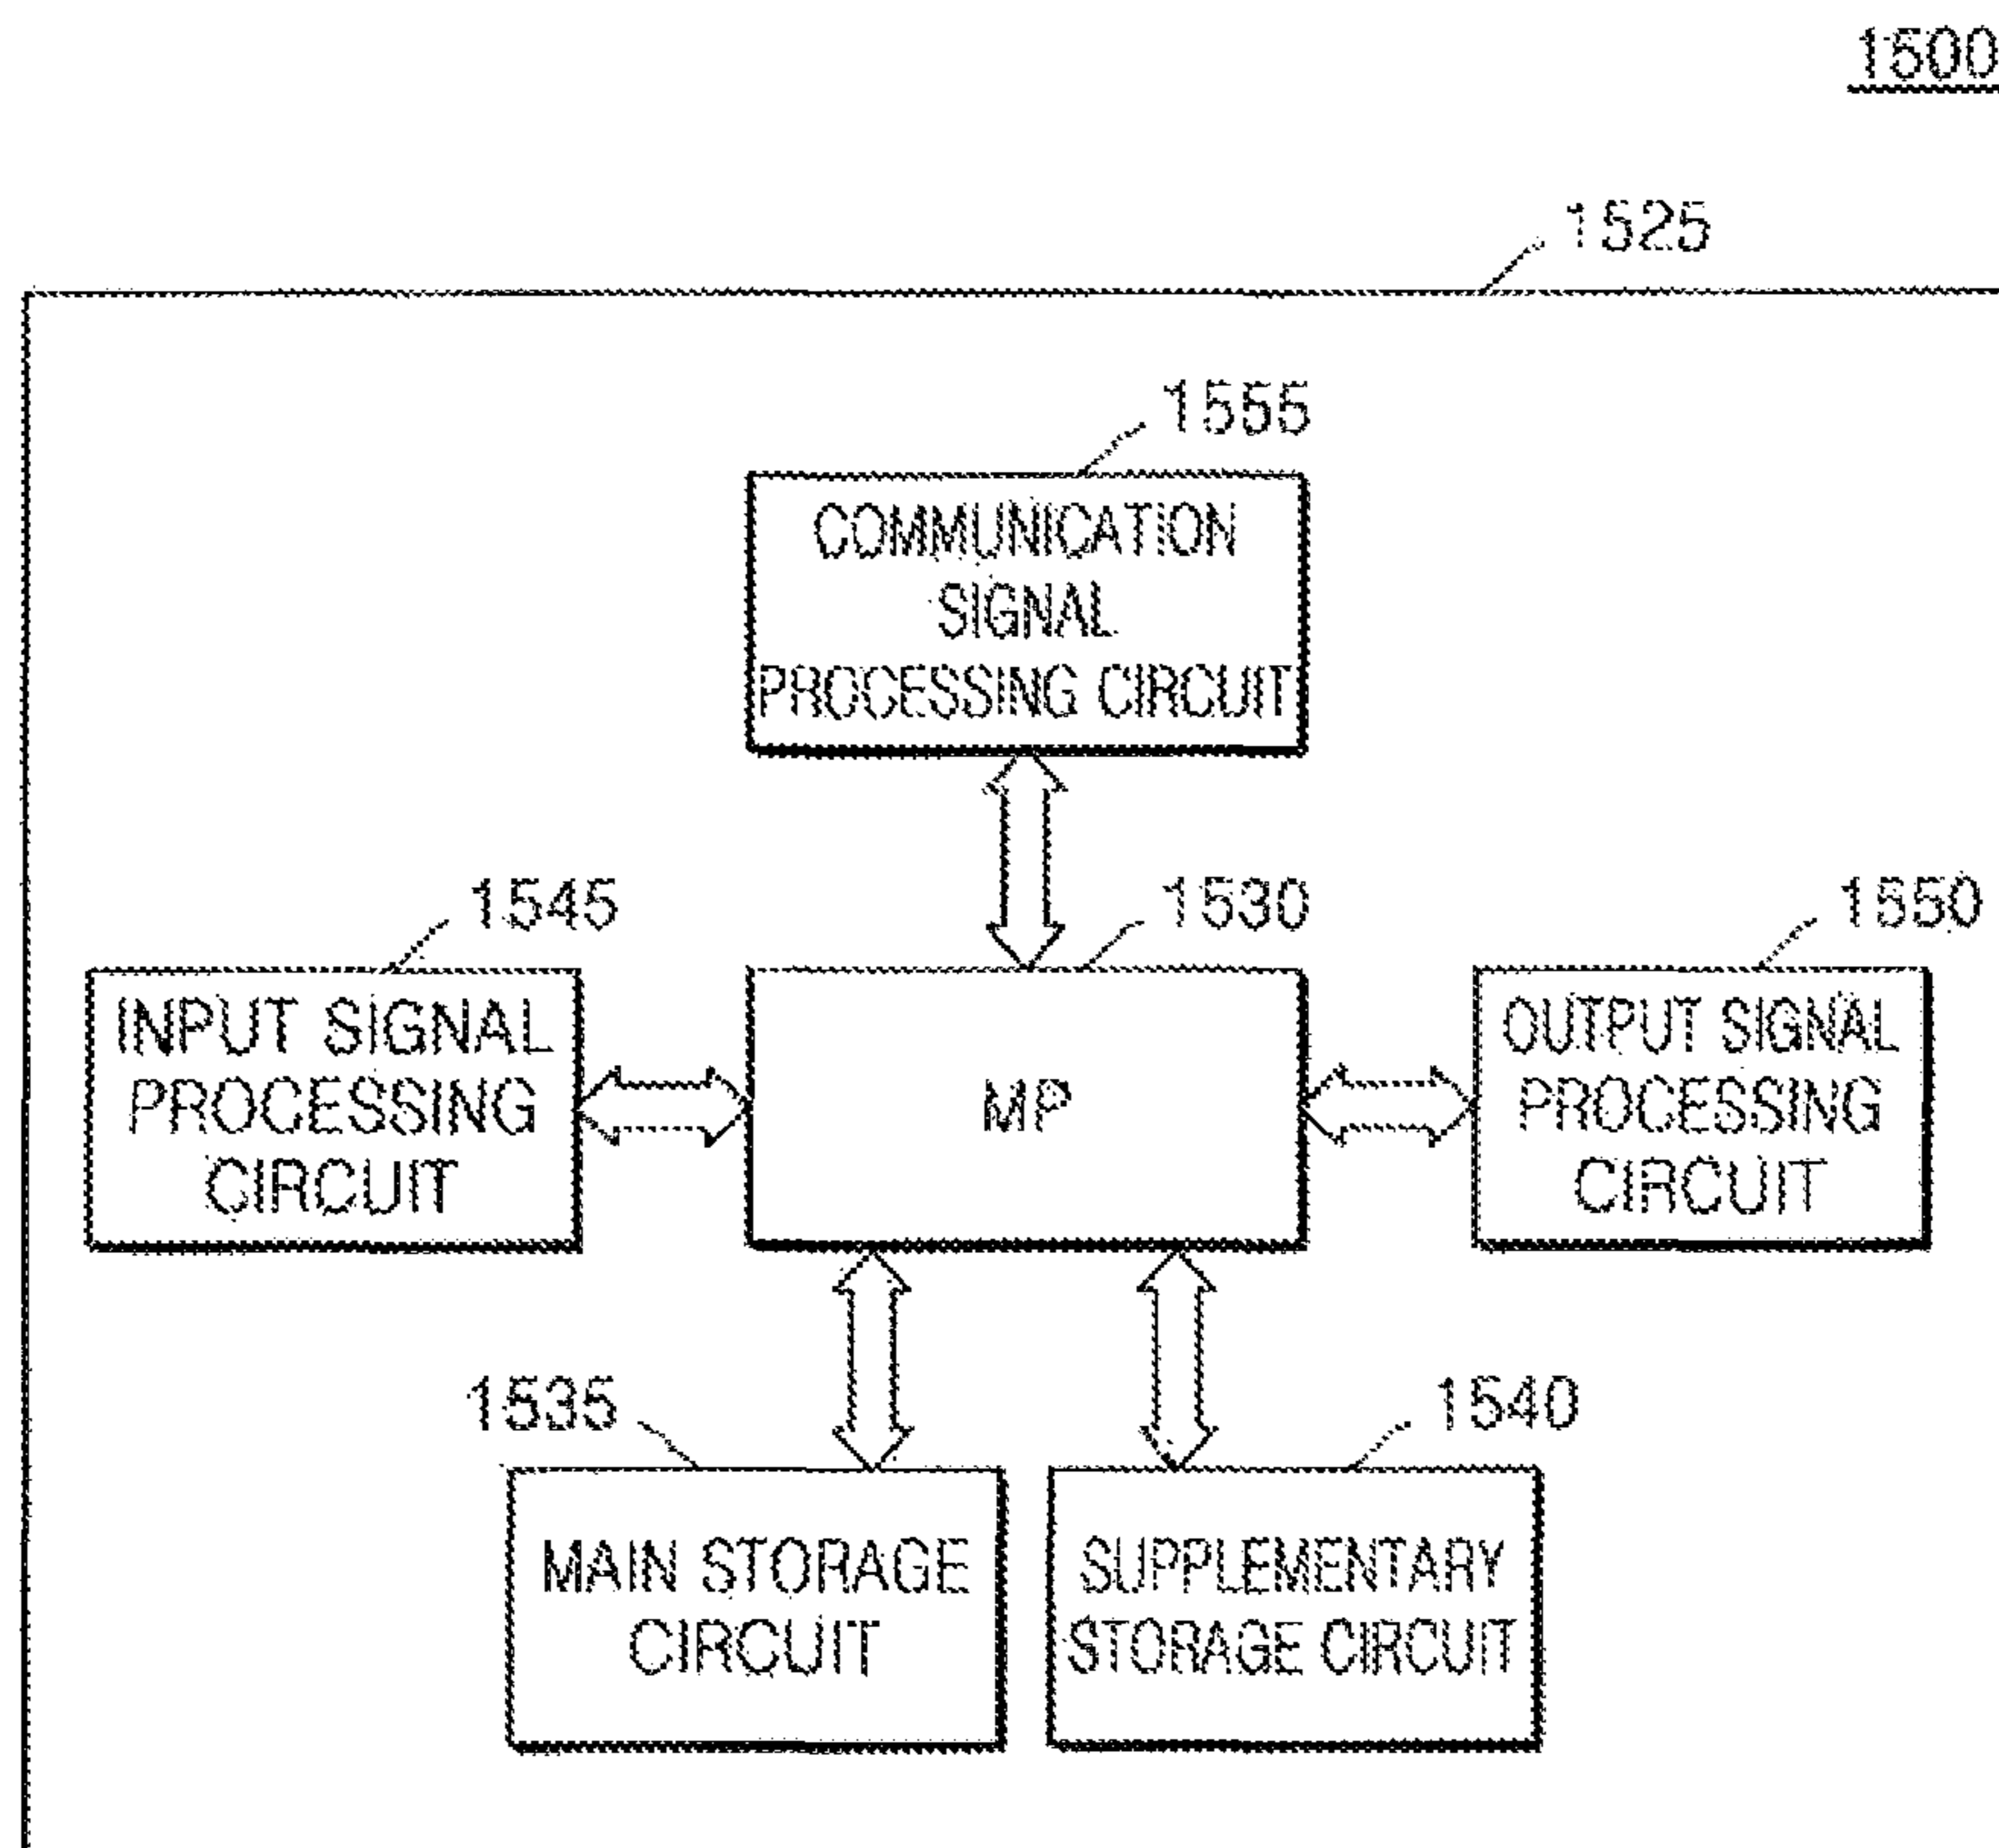 1500
1525
1555
COMMUNICATION
SIGNAL
PROCESSING CIRCUIT
1545
1530
1550
INPUT SIGNAL
PROCESSING
CIRCUIT
MP
OUTPUT SIGNAL
PROCESSING
CIRCUIT
1535
1540
MAIN STORAGE
CIRCUIT
SUPPLEMENTARY
STORAGE CIRCUIT